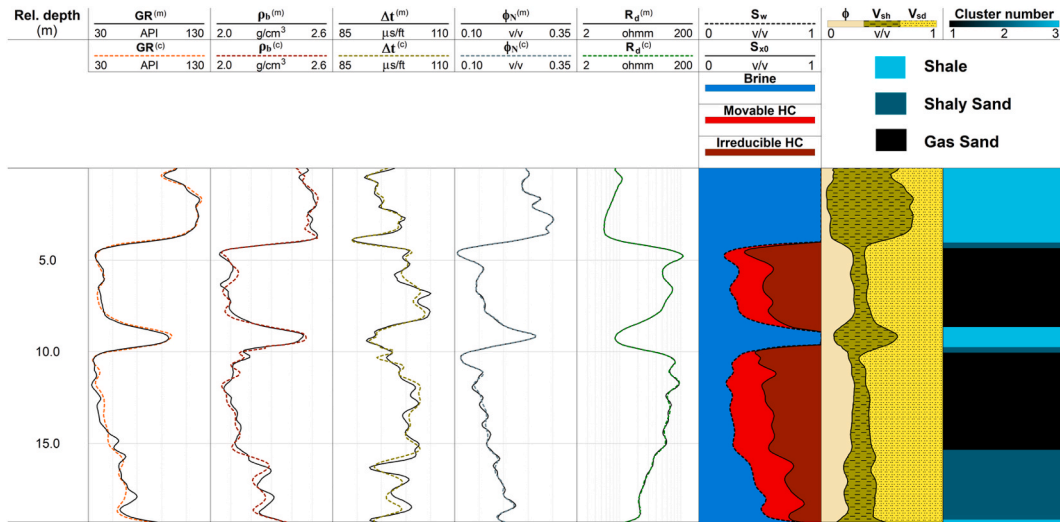 Rel. depth (m)
GR(m) ρb(m) Δt(m) ϕN(m) Rd(m) Sw ϕ Vsh Vsd Cluster number
30 API 130 2.0 g/cm³ 2.6 85 μs/ft 110 0.10 v/v 0.35 2 ohmm 200 0 v/v 1 0 v/v 1 1 2 3
GR(c) ρb(c) Δt(c) ϕN(c) Rd(c) Sx0
30 API 130 2.0 g/cm³ 2.6 85 μs/ft 110 0.10 v/v 0.35 2 ohmm 200 0 v/v 1
Brine
Movable HC
Irreducible HC
Shale
Shaly Sand
Gas Sand
5.0
10.0
15.0